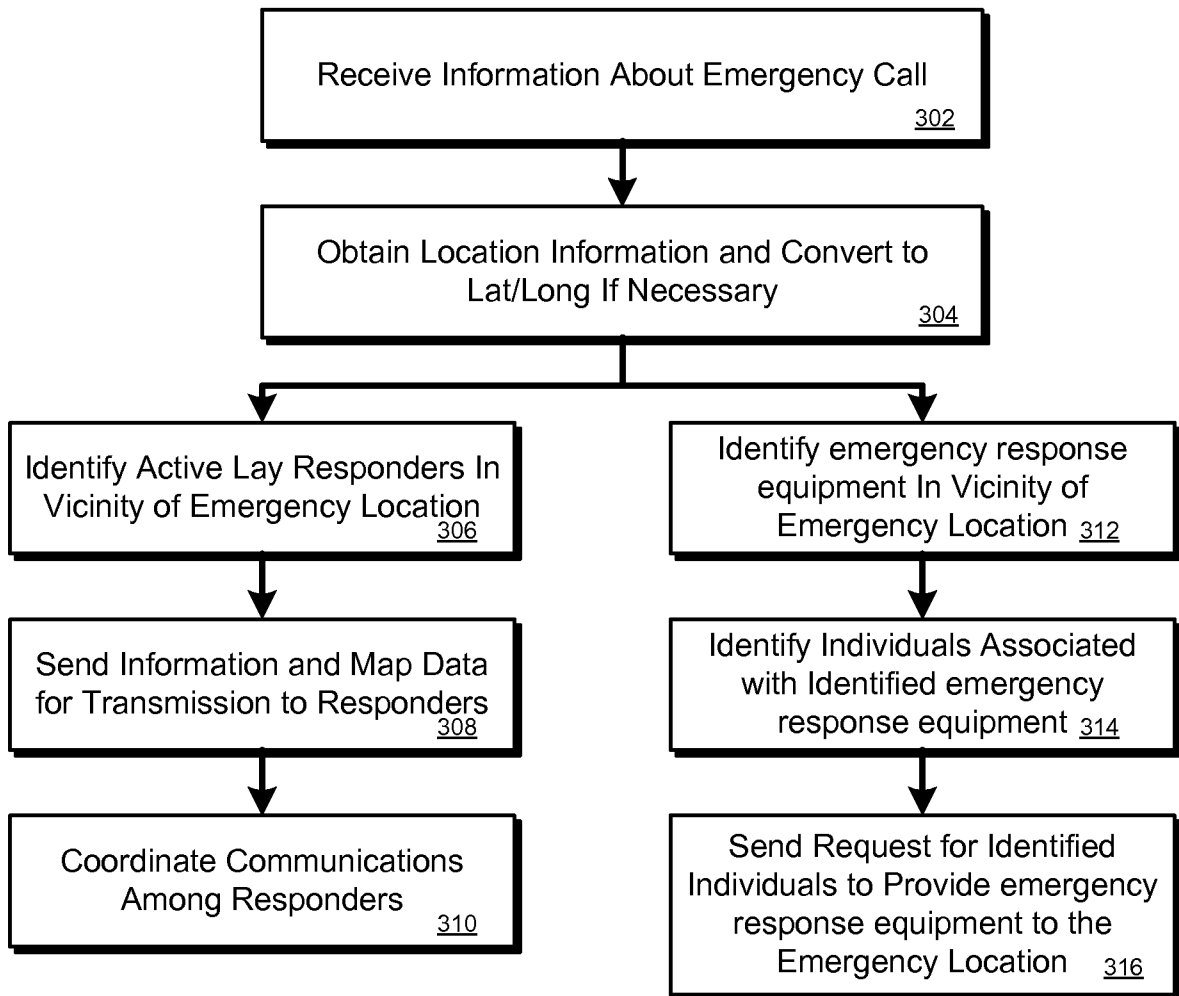 Receive Information About Emergency Call
302
Obtain Location Information and Convert to
Lat/Long If Necessary
304
Identify Active Lay Responders In
Vicinity of Emergency Location
306
Send Information and Map Data
for Transmission to Responders
308
Coordinate Communications
Among Responders
310
Identify emergency response
equipment In Vicinity of
Emergency Location
312
Identify Individuals Associated
with Identified emergency
response equipment
314
Send Request for Identified
Individuals to Provide emergency
response equipment to the
Emergency Location
316